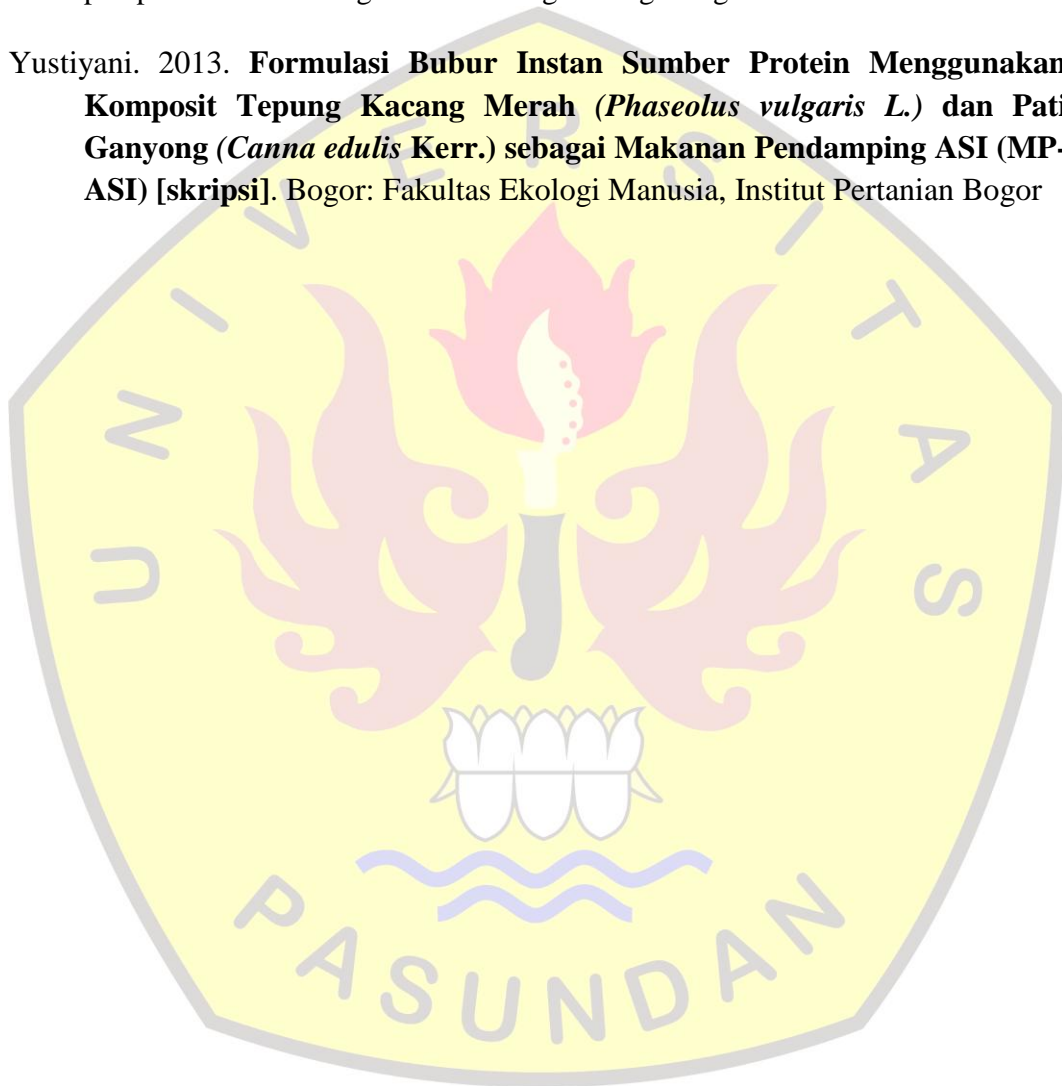 Yustiyani. 2013. Formulasi Bubur Instan Sumber Protein Menggunakan
Komposit Tepung Kacang Merah (Phaseolus vulgaris L.) dan Pati
Ganyong (Canna edulis Kerr.) sebagai Makanan Pendamping ASI (MP-
ASI) [skripsi]. Bogor: Fakultas Ekologi Manusia, Institut Pertanian Bogor
UNIVERSITAS
PASUNDAN